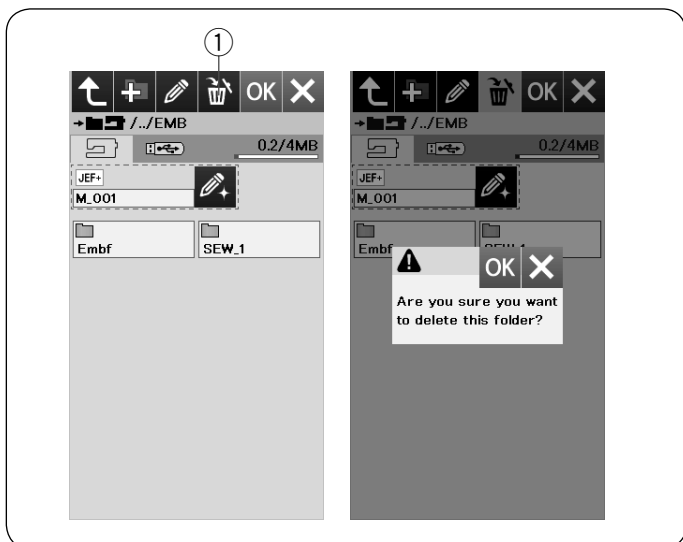 1
OK
/../EMB
0.2/4MB
JEF+
M_001
Embf
SEW_1
OK
/../EMB
0.2/4MB
JEF+
M_001
Embf
SEW_1
OK
Are you sure you want
to delete this folder?